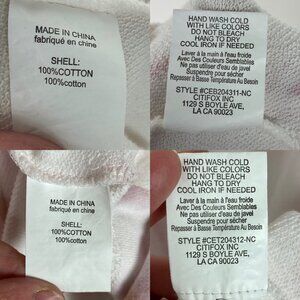 MADE IN CHINA
fabriqué en chine
SHELL:
100%COTTON
100%cotton
HAND WASH COLD
WITH LIKE COLORS
DO NOT BLEACH
HANG TO DRY
COOL IRON IF NEEDED
Laver à la main à l'eau froide
Avec Des Couleurs Semblables
Ne pas utiliser d'eau de javel
Suspendre pour sécher
Repasser à Basse Température Au Besoin
STYLE #CEB204311-NC
CITIFOX INC
1129 S BOYLE AVE,
LA CA 90023
MADE IN CHINA
fabriqué en chine
SHELL:
100%COTTON
100%cotton
HAND WASH COLD
WITH LIKE COLORS
DO NOT BLEACH
HANG TO DRY
COOL IRON IF NEEDED
Laver à la main à l'eau froide
Avec Des Couleurs Semblables
Ne pas utiliser d'eau de javel
Suspendre pour sécher
Repasser à Basse Température Au Besoin
STYLE #CET204312-NC
CITIFOX INC
1129 S BOYLE AVE,
LA CA 90023